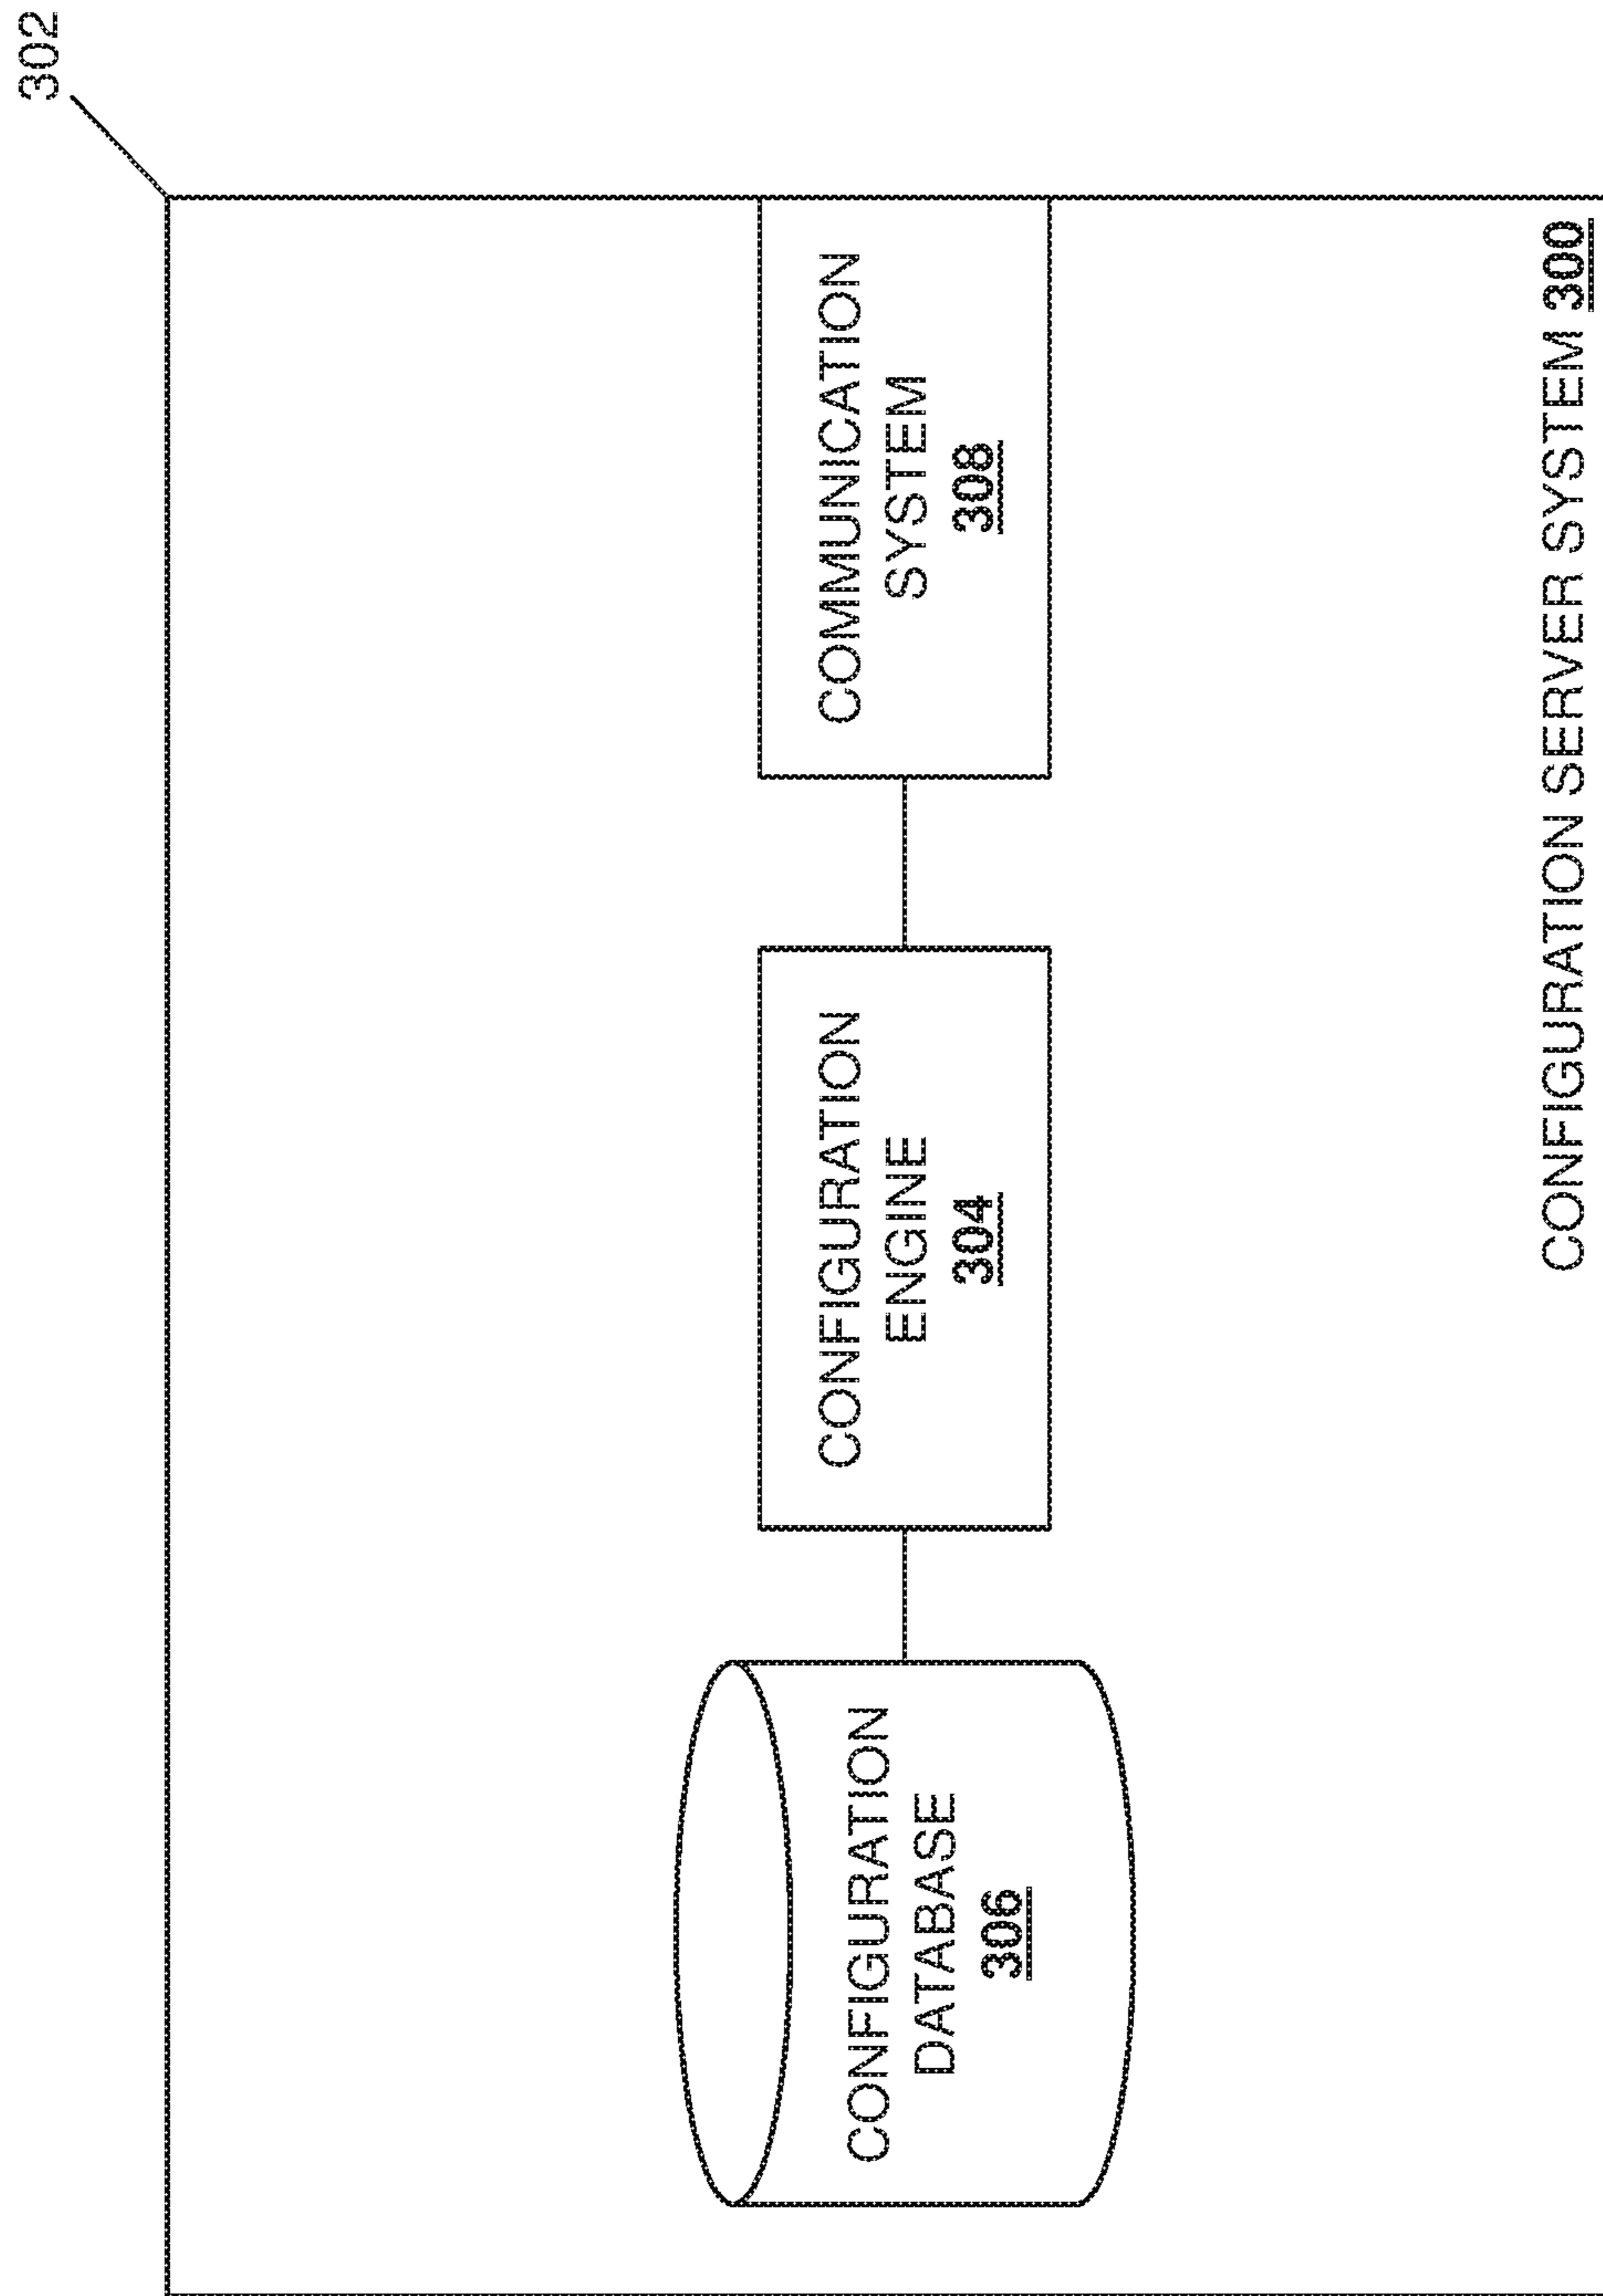 302
CONFIGURATION
DATABASE
306
CONFIGURATION
ENGINE
304
COMMUNICATION
SYSTEM
308
CONFIGURATION SERVER SYSTEM 300